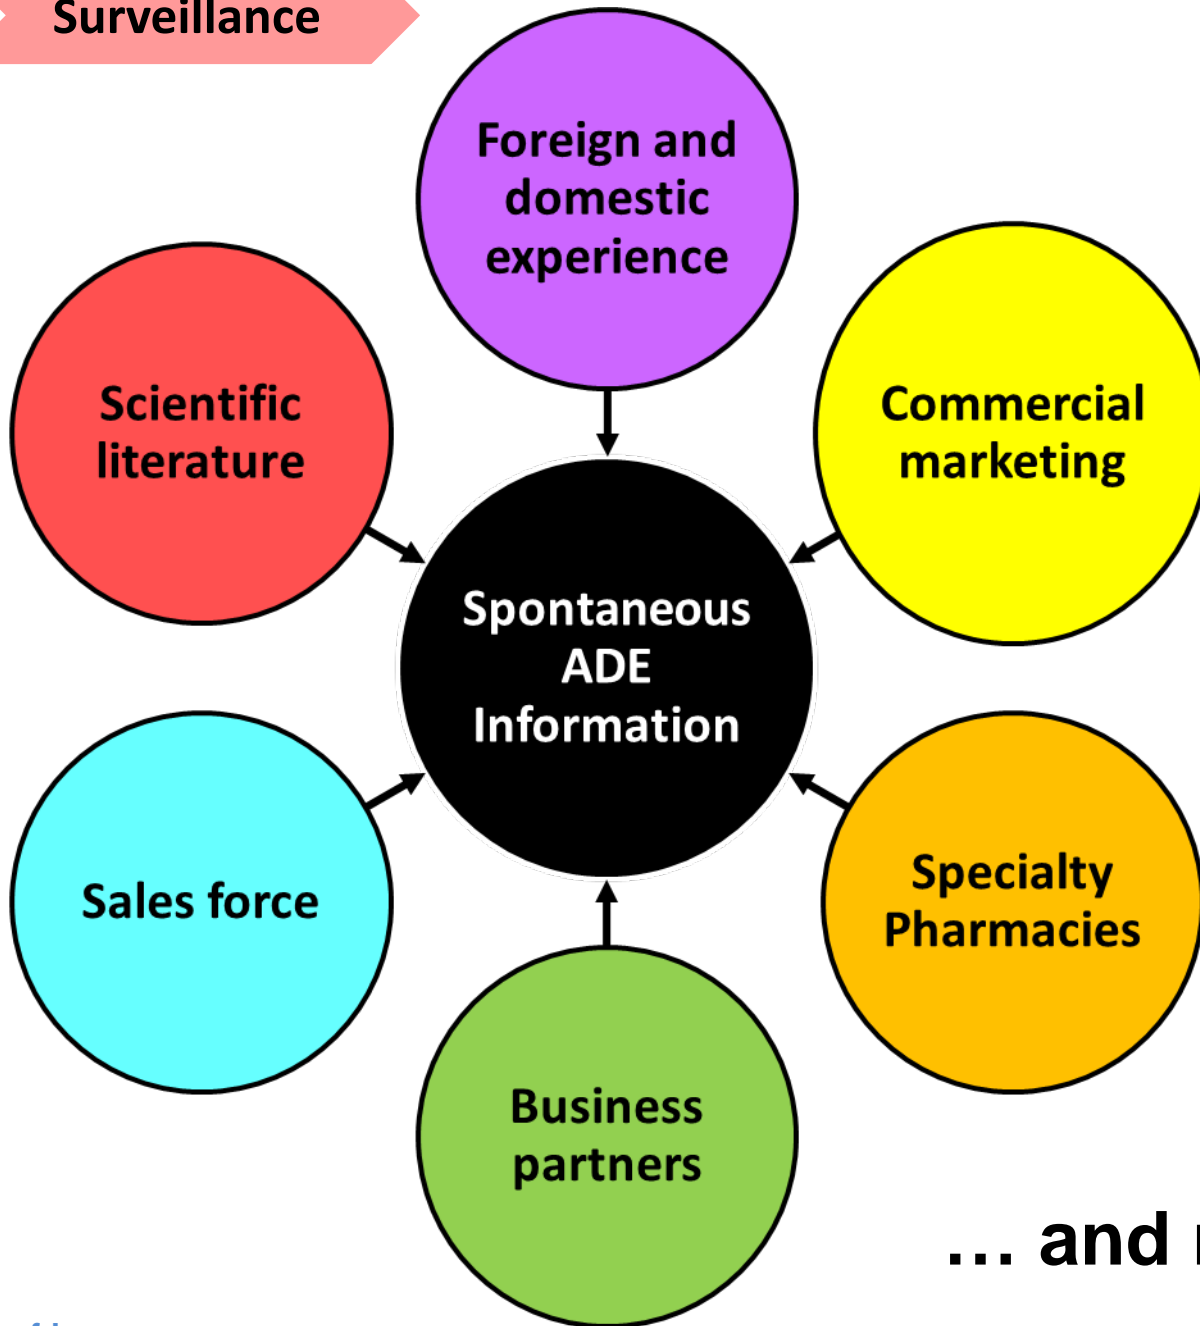 Surveillance
Foreign and
domestic
experience
Scientific
literature
Commercial
marketing
Spontaneous
ADE
Information
Sales force
Specialty
Pharmacies
Business
partners
… and